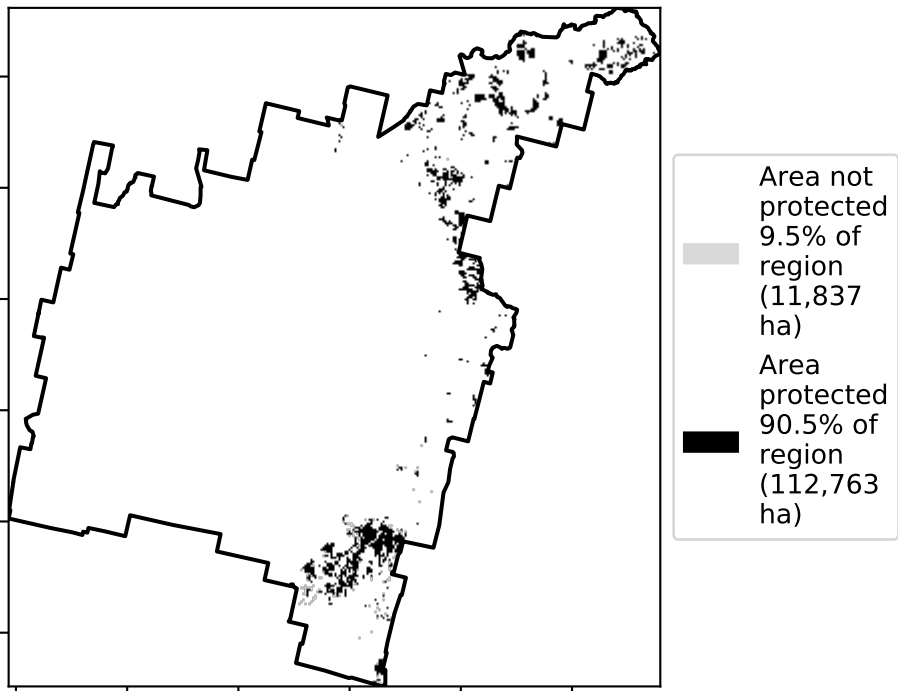 Area not
protected
9.5% of
region
(11,837
ha)
Area
protected
90.5% of
region
(112,763
ha)